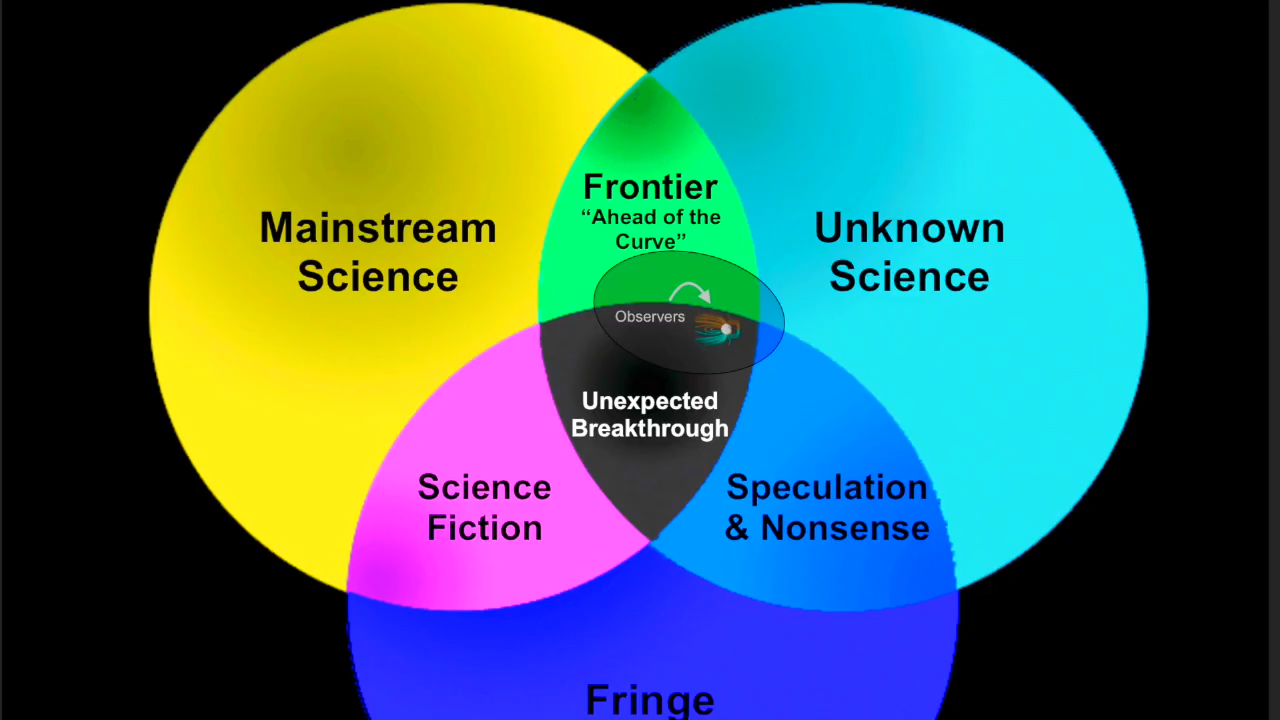 Mainstream
Science
Frontier
“Ahead of the
Curve”
Unknown
Science
Observers
Unexpected
Breakthrough
Science
Fiction
Speculation
& Nonsense
Fringe